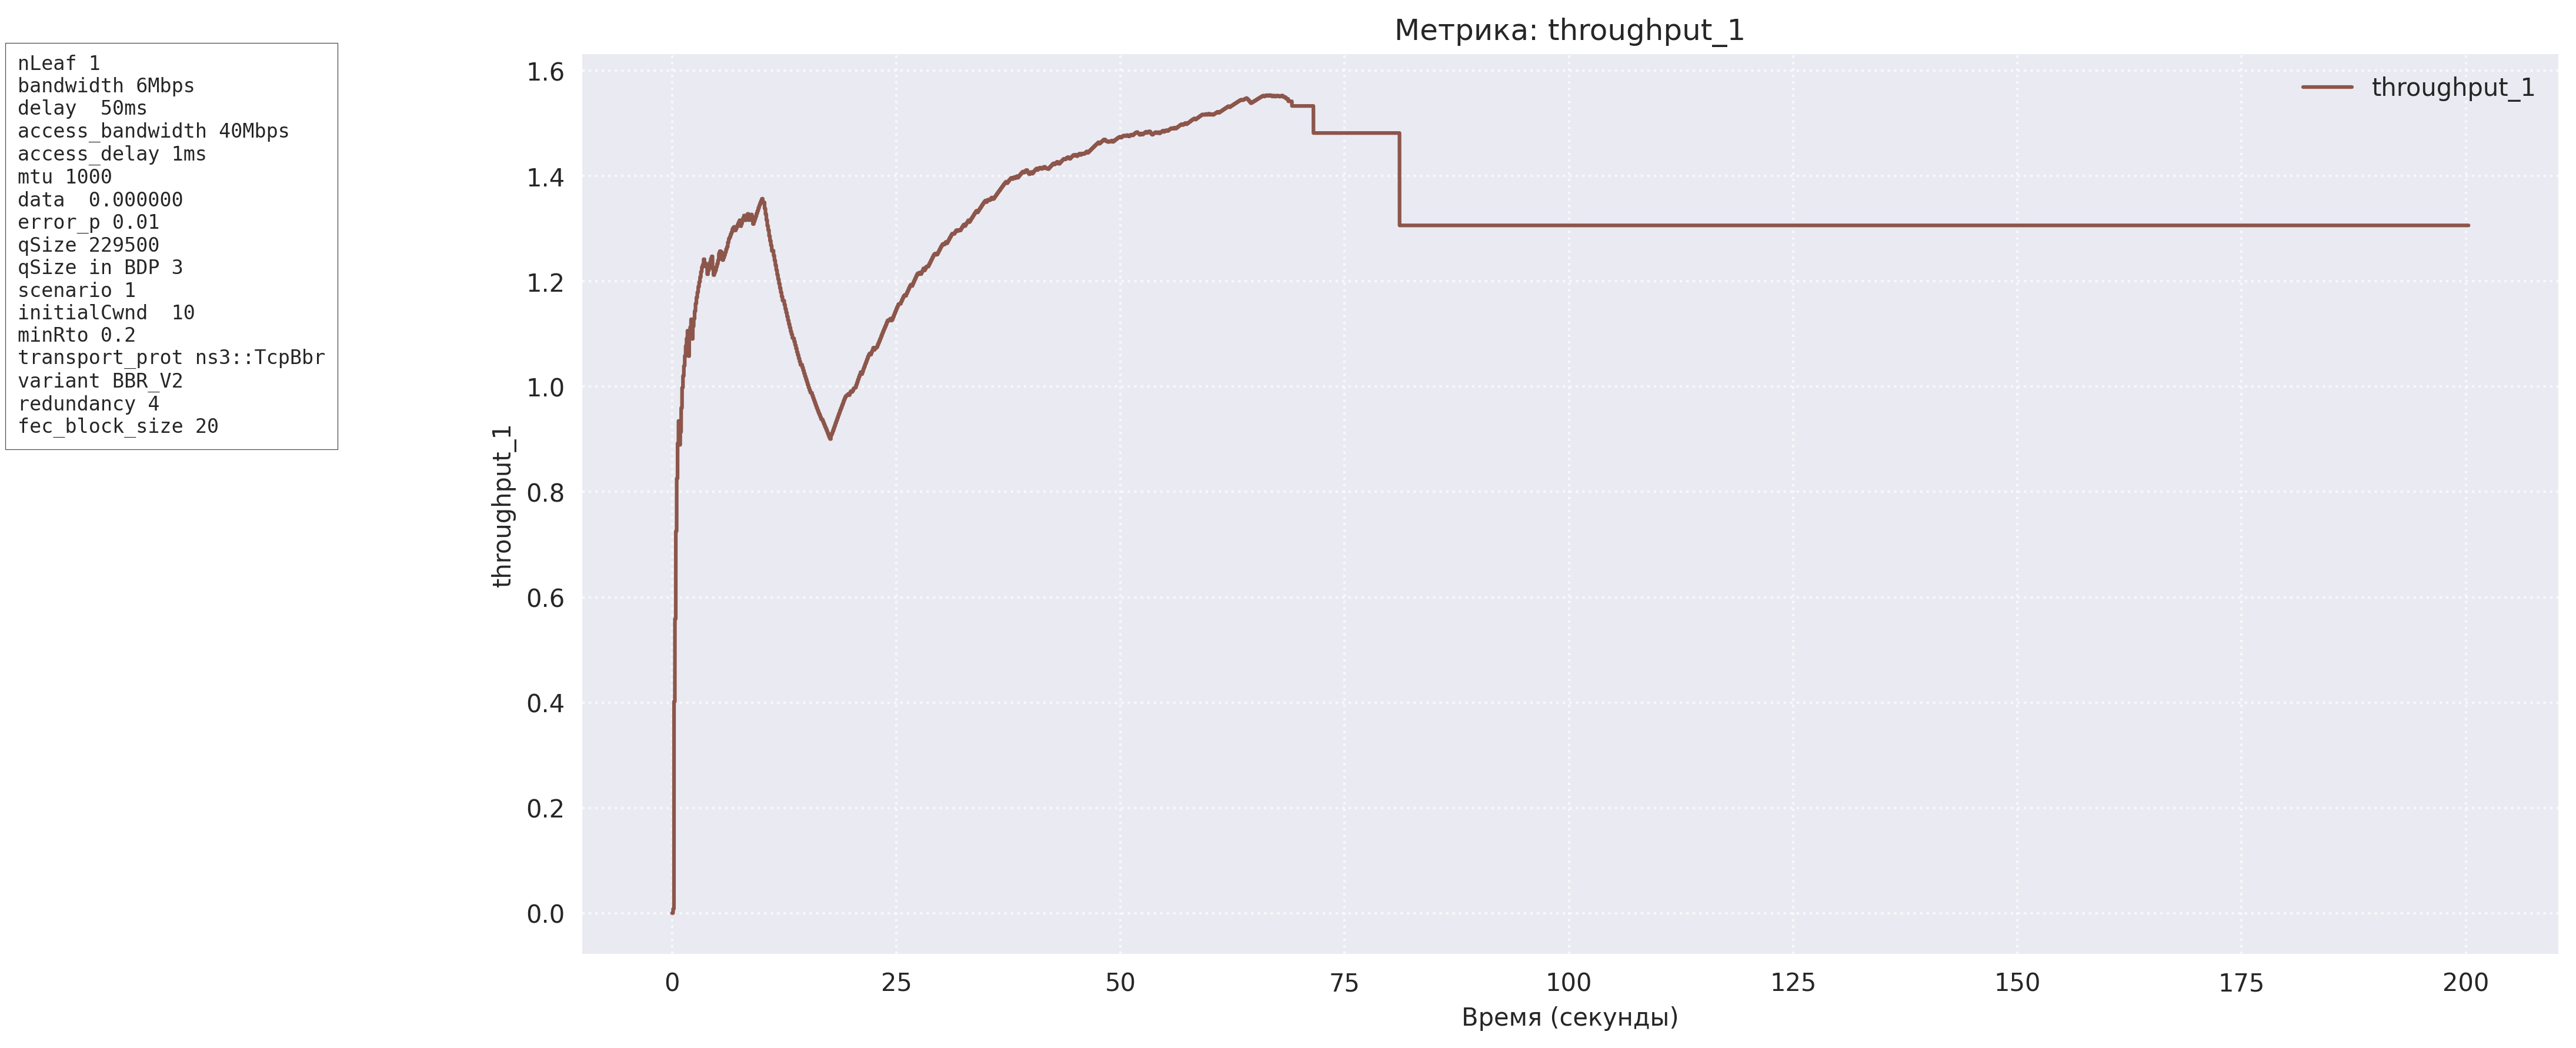 Метрика: throughput_1
nLeaf 1
bandwidth 6Mbps
delay  50ms
access_bandwidth 40Mbps
access_delay 1ms
mtu 1000
data  0.000000
error_p 0.01
qSize 229500
qSize in BDP 3
scenario 1
initialCwnd  10
minRto 0.2
transport_prot ns3::TcpBbr
variant BBR_V2
redundancy 4
fec_block_size 20
throughput_1
throughput_1
1.6
1.4
1.2
1.0
0.8
0.6
0.4
0.2
0.0
0 25 50 75 100 125 150 175 200
Время (секунды)